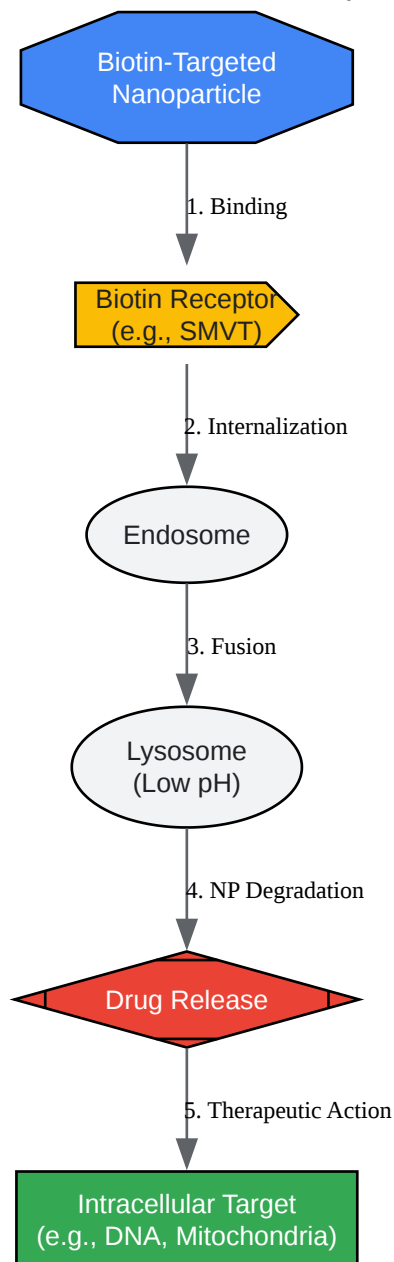 Biotin-Targeted
Nanoparticle
1. Binding
Biotin Receptor
(e.g., SMVT)
2. Internalization
Endosome
3. Fusion
Lysosome
(Low pH)
4. NP Degradation
Drug Release
5. Therapeutic Action
Intracellular Target
(e.g., DNA, Mitochondria)